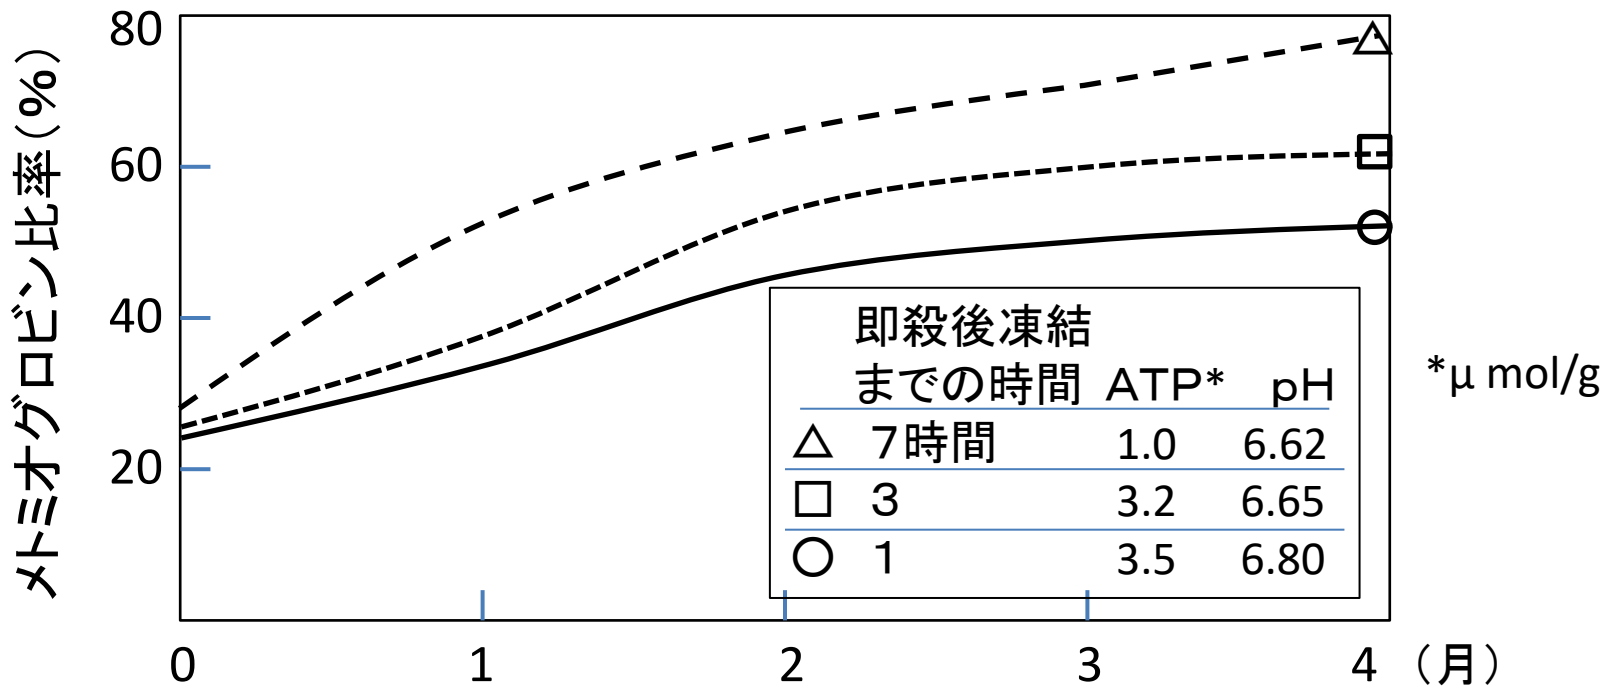 メトミオグロビン比率(%)
80
60
40
20
即殺後凍結
までの時間 ATP* pH
△ 7時間 1.0 6.62
□ 3 3.2 6.65
○ 1 3.5 6.80
*μ mol/g
0 1 2 3 4 (月)